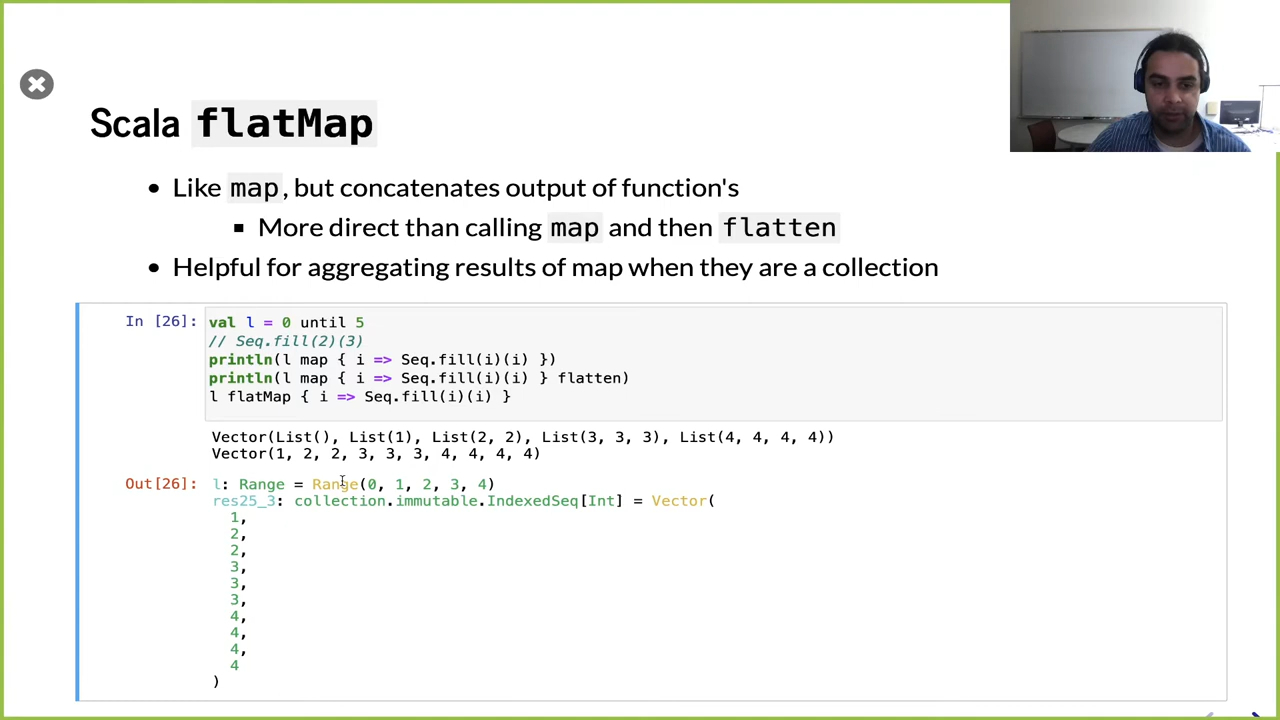 Scala flatMap
• Like map, but concatenates output of function's
▪ More direct than calling map and then flatten
• Helpful for aggregating results of map when they are a collection
In [26]: val l = 0 until 5
// Seq.fill(2)(3)
println(l map { i => Seq.fill(i)(i) })
println(l map { i => Seq.fill(i)(i) } flatten)
l flatMap { i => Seq.fill(i)(i) }
Vector(List(), List(1), List(2, 2), List(3, 3, 3), List(4, 4, 4, 4))
Vector(1, 2, 2, 3, 3, 3, 4, 4, 4, 4)
Out[26]: l: Range = Range(0, 1, 2, 3, 4)
res25_3: collection.immutable.IndexedSeq[Int] = Vector(
1,
2,
2,
3,
3,
3,
4,
4,
4,
4
)